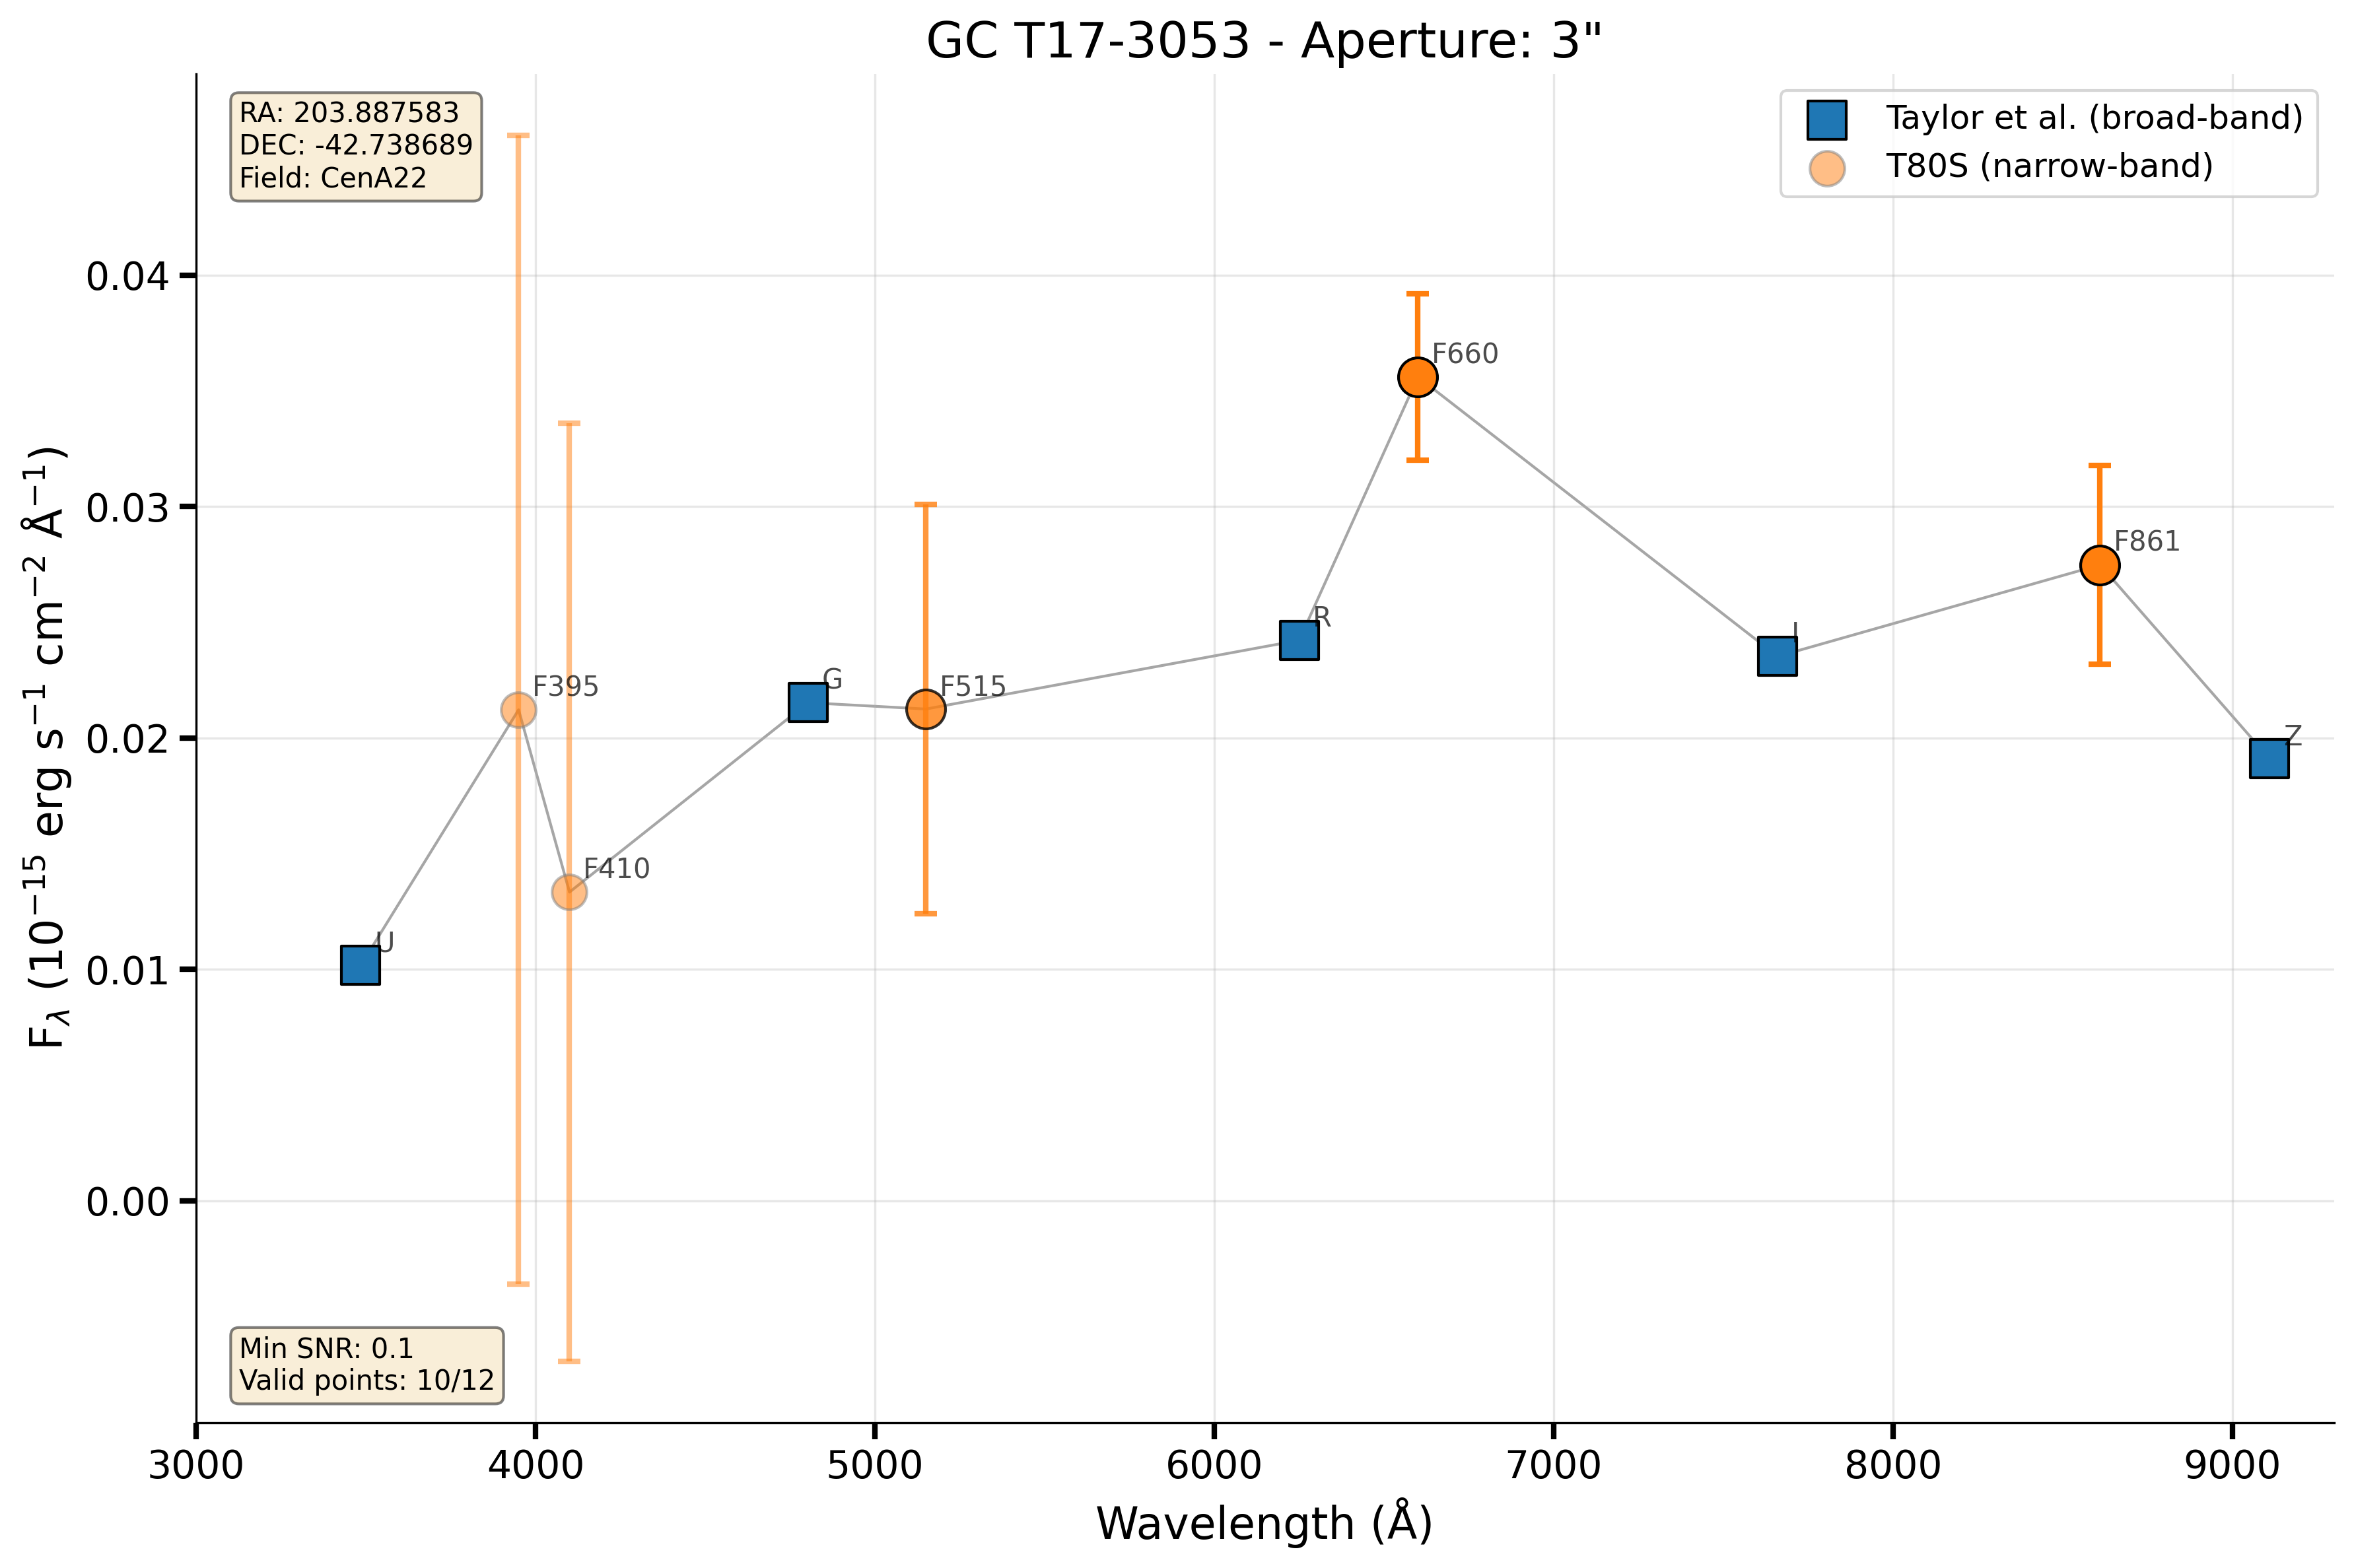 GC T17-3053 - Aperture: 3"
RA: 203.887583
DEC: -42.738689
Field: CenA22
Taylor et al. (broad-band)
T80S (narrow-band)
F660
F861
R
I
G
F395
F515
Z
F410
U
0.04
0.03
0.02
0.01
0.00
F_λ (10⁻¹⁵ erg s⁻¹ cm⁻² Å⁻¹)
Min SNR: 0.1
Valid points: 10/12
3000 4000 5000 6000 7000 8000 9000
Wavelength (Å)